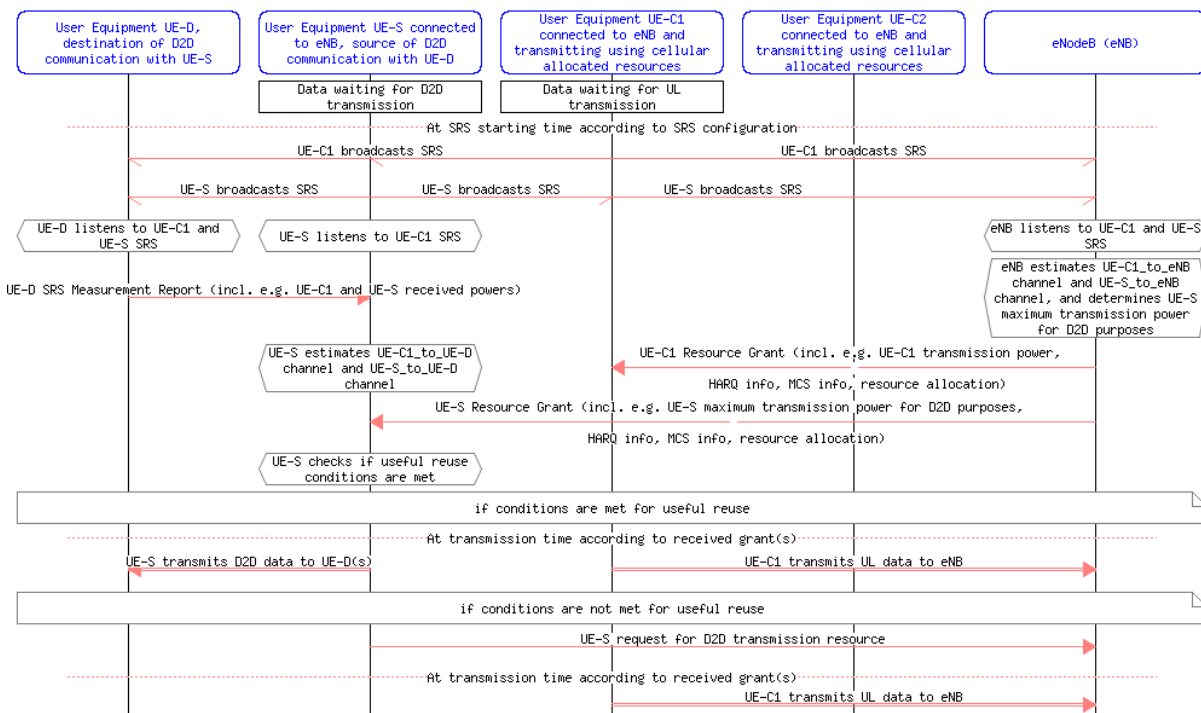 User Equipment UE-D,
destination of D2D
communication with UE-S
User Equipment UE-S connected
to eNB, source of D2D
communication with UE-D
User Equipment UE-C1
connected to eNB and
transmitting using cellular
allocated resources
User Equipment UE-C2
connected to eNB and
transmitting using cellular
allocated resources
eNodeB (eNB)
Data waiting for D2D
transmission
Data waiting for UL
transmission
At SRS starting time according to SRS configuration
UE-C1 broadcasts SRS
UE-C1 broadcasts SRS
UE-S broadcasts SRS
UE-S broadcasts SRS
UE-S broadcasts SRS
UE-D listens to UE-C1 and
UE-S SRS
UE-S listens to UE-C1 SRS
eNB listens to UE-C1 and UE-S
SRS
eNB estimates UE-C1_to_eNB
channel and UE-S_to_eNB
channel, and determines UE-S
maximum transmission power
for D2D purposes
UE-D SRS Measurement Report (incl. e.g. UE-C1 and UE-S received powers)
UE-S estimates UE-C1_to_UE-D
channel and UE-S_to_UE-D
channel
UE-C1 Resource Grant (incl. e.g. UE-C1 transmission power,
HARQ info, MCS info, resource allocation)
UE-S Resource Grant (incl. e.g. UE-S maximum transmission power for D2D purposes,
HARQ info, MCS info, resource allocation)
UE-S checks if useful reuse
conditions are met
if conditions are met for useful reuse
At transmission time according to received grant(s)
UE-S transmits D2D data to UE-D(s)
UE-C1 transmits UL data to eNB
if conditions are not met for useful reuse
UE-S request for D2D transmission resource
At transmission time according to received grant(s)
UE-C1 transmits UL data to eNB